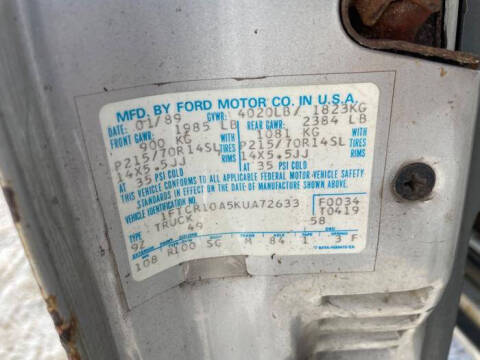 MFD. BY FORD MOTOR CO. IN U.S.A.
DATE: 01/89 GVWR: 4020LB/ 1823KG
FRONT GAWR: 1985 LB REAR GAWR: 2384 LB
900 KG WITH 1081 KG WITH
P215/70R14SL TIRES P215/70R14SL TIRES
14X5.5JJ RIMS 14X5.5JJ RIMS
AT 35 PSI COLD AT 35 PSI COLD
THIS VEHICLE CONFORMS TO ALL APPLICABLE FEDERAL MOTOR VEHICLE SAFETY
STANDARDS IN EFFECT ON THE DATE OF MANUFACTURE SHOWN ABOVE.
VEHICLE IDENTIFICATION NO.
1FTCR10A5KUA72633 F0034
TYPE TRUCK T0419
9Z 49 58
108 R100 5G M 84 1 3 F